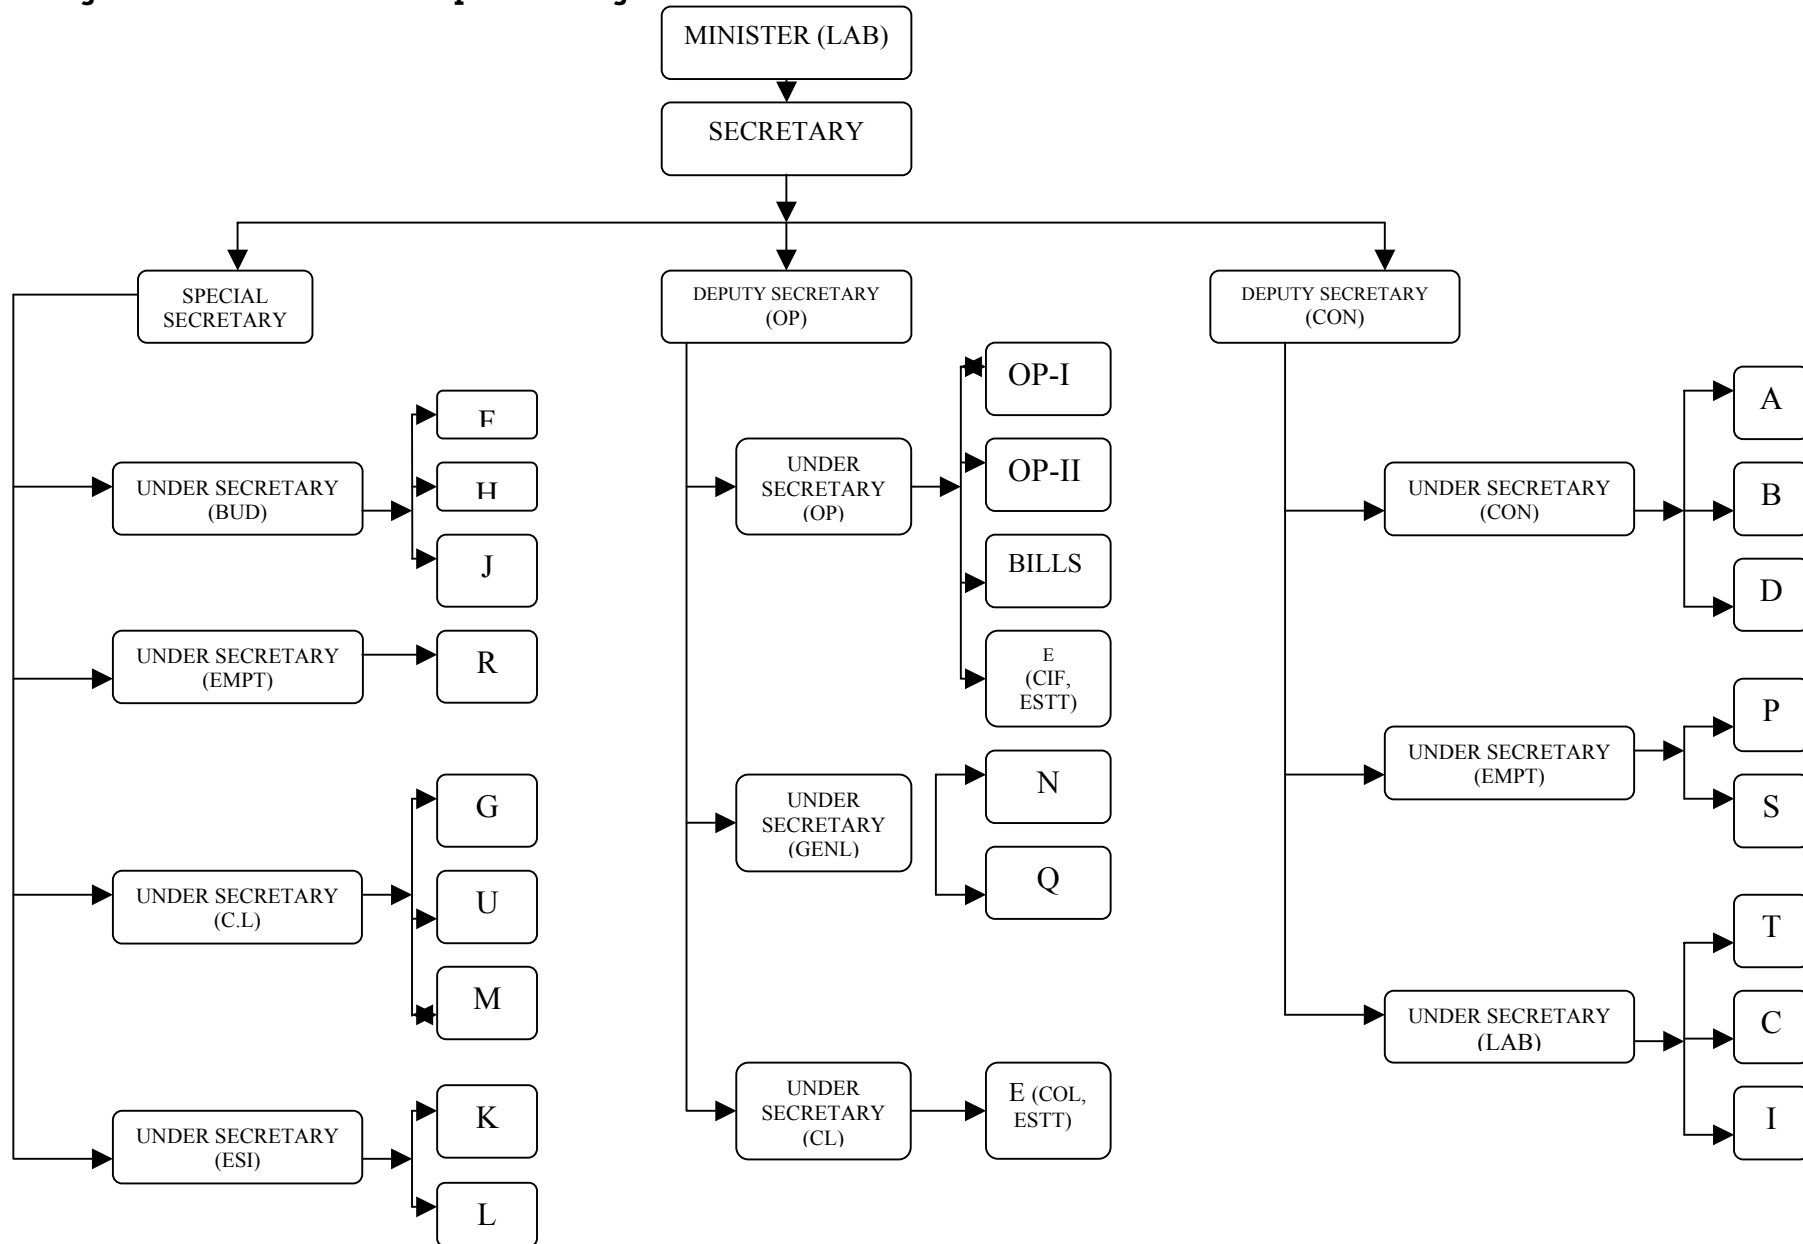 MINISTER (LAB)
SECRETARY
SPECIAL
SECRETARY
DEPUTY SECRETARY
(OP)
DEPUTY SECRETARY
(CON)
UNDER SECRETARY
(BUD)
F
H
J
UNDER SECRETARY
(EMPT)
R
UNDER SECRETARY
(C.L)
G
U
M
UNDER SECRETARY
(ESI)
K
L
UNDER
SECRETARY
(OP)
OP-I
OP-II
BILLS
E
(CIF,
ESTT)
UNDER
SECRETARY
(GENL)
N
Q
UNDER
SECRETARY
(CL)
E (COL,
ESTT)
UNDER SECRETARY
(CON)
A
B
D
UNDER SECRETARY
(EMPT)
P
S
UNDER SECRETARY
(LAB)
T
C
I